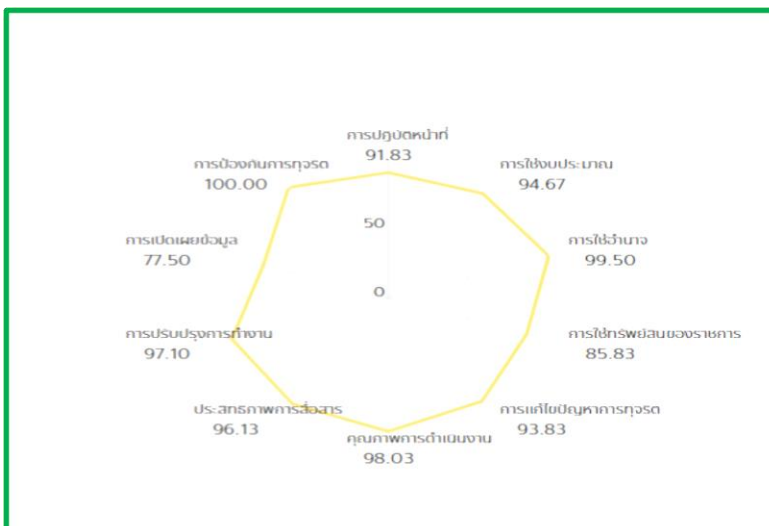 การปฏิบัติหน้าที่
91.83
การใช้งบประมาณ
94.67
การใช้อำนาจ
99.50
การใช้ทรัพย์สินของราชการ
85.83
การแก้ไขปัญหาการทุจริต
93.83
คุณภาพการดำเนินงาน
98.03
ประสิทธิภาพการสื่อสาร
96.13
การปรับปรุงการทำงาน
97.10
การเปิดเผยข้อมูล
77.50
การป้องกันการทุจริต
100.00
50
0